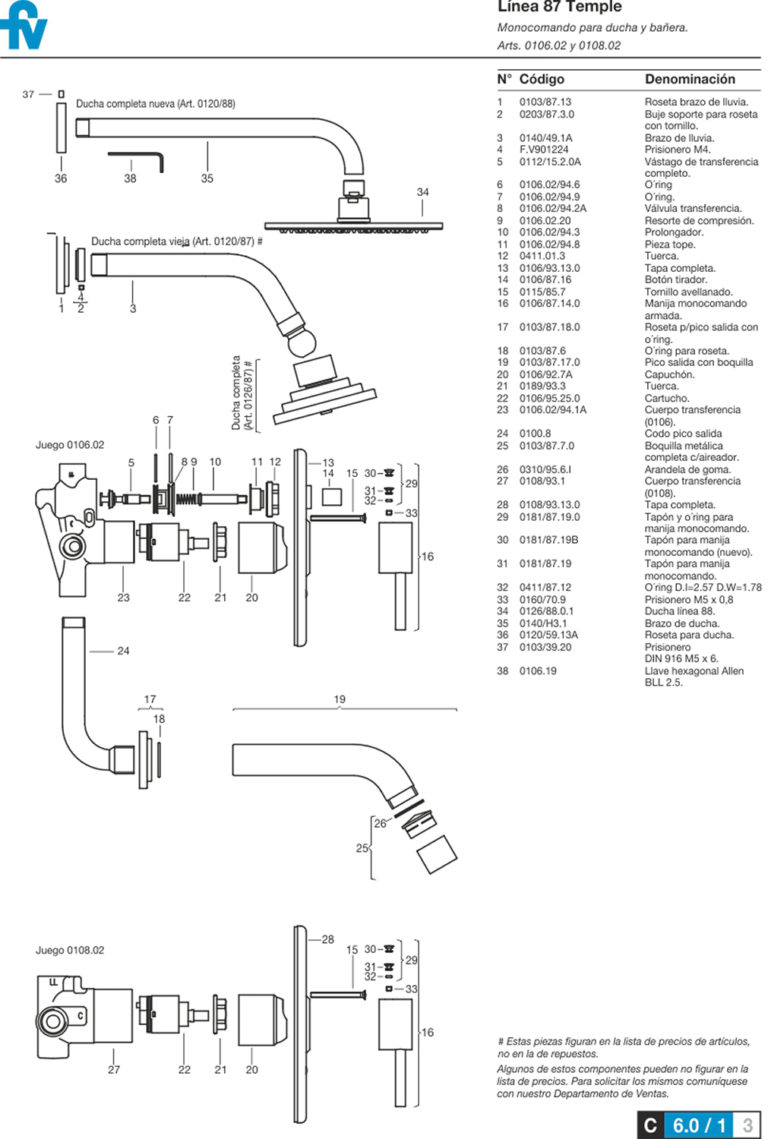 fv
Línea 87 Temple
Monocomando para ducha y bañera.
Arts. 0106.02 y 0108.02
N° Código Denominación
1 0103/87.13 Roseta brazo de lluvia.
2 0203/87.3.0 Buje soporte para roseta
con tornillo.
3 0140/49.1A Brazo de lluvia.
4 F.V901224 Prisionero M4.
5 0112/15.2.0A Vástago de transferencia
completo.
6 0106.02/94.6 O´ring
7 0106.02/94.9 O´ring.
8 0106.02/94.2A Válvula transferencia.
9 0106.02.20 Resorte de compresión.
10 0106.02/94.3 Prolongador.
11 0106.02/94.8 Pieza tope.
12 0411.01.3 Tuerca.
13 0106/93.13.0 Tapa completa.
14 0106/87.16 Botón tirador.
15 0115/85.7 Tornillo avellanado.
16 0106/87.14.0 Manija monocomando
armada.
17 0103/87.18.0 Roseta p/pico salida con
o´ring.
18 0103/87.6 O´ring para roseta.
19 0103/87.17.0 Pico salida con boquilla
20 0106/92.7A Capuchón.
21 0189/93.3 Tuerca.
22 0106/95.25.0 Cartucho.
23 0106.02/94.1A Cuerpo transferencia
(0106).
24 0100.8 Codo pico salida
25 0103/87.7.0 Boquilla metálica
completa c/aireador.
26 0310/95.6.I Arandela de goma.
27 0108/93.1 Cuerpo transferencia
(0108).
28 0108/93.13.0 Tapa completa.
29 0181/87.19.0 Tapón y o´ring para
manija monocomando.
30 0181/87.19B Tapón para manija
monocomando (nuevo).
31 0181/87.19 Tapón para manija
monocomando.
32 0411/87.12 O´ring D.I=2.57 D.W=1.78
33 0160/70.9 Prisionero M5 x 0,8
34 0126/88.0.1 Ducha línea 88.
35 0140/H3.1 Brazo de ducha.
36 0120/59.13A Roseta para ducha.
37 0103/39.20 Prisionero
DIN 916 M5 x 6.
38 0106.19 Llave hexagonal Allen
BLL 2.5.
37
Ducha completa nueva (Art. 0120/88)
36 38 35
34
Ducha completa vieja (Art. 0120/87) #
4
1 2 3
Ducha completa
(Art. 0126/87) #
Juego 0106.02
6 7
5 8 9 10 11 12 13 14 15 30 29
31
32
33
LL
C
16
23 22 21 20
24
17
18
19
26
25
Juego 0108.02
28
15 30 29
31
32
33
LL
C
16
27 22 21 20
# Estas piezas figuran en la lista de precios de artículos,
no en la de repuestos.
Algunos de estos componentes pueden no figurar en la
lista de precios. Para solicitar los mismos comuníquese
con nuestro Departamento de Ventas.
C 6.0 / 1 3